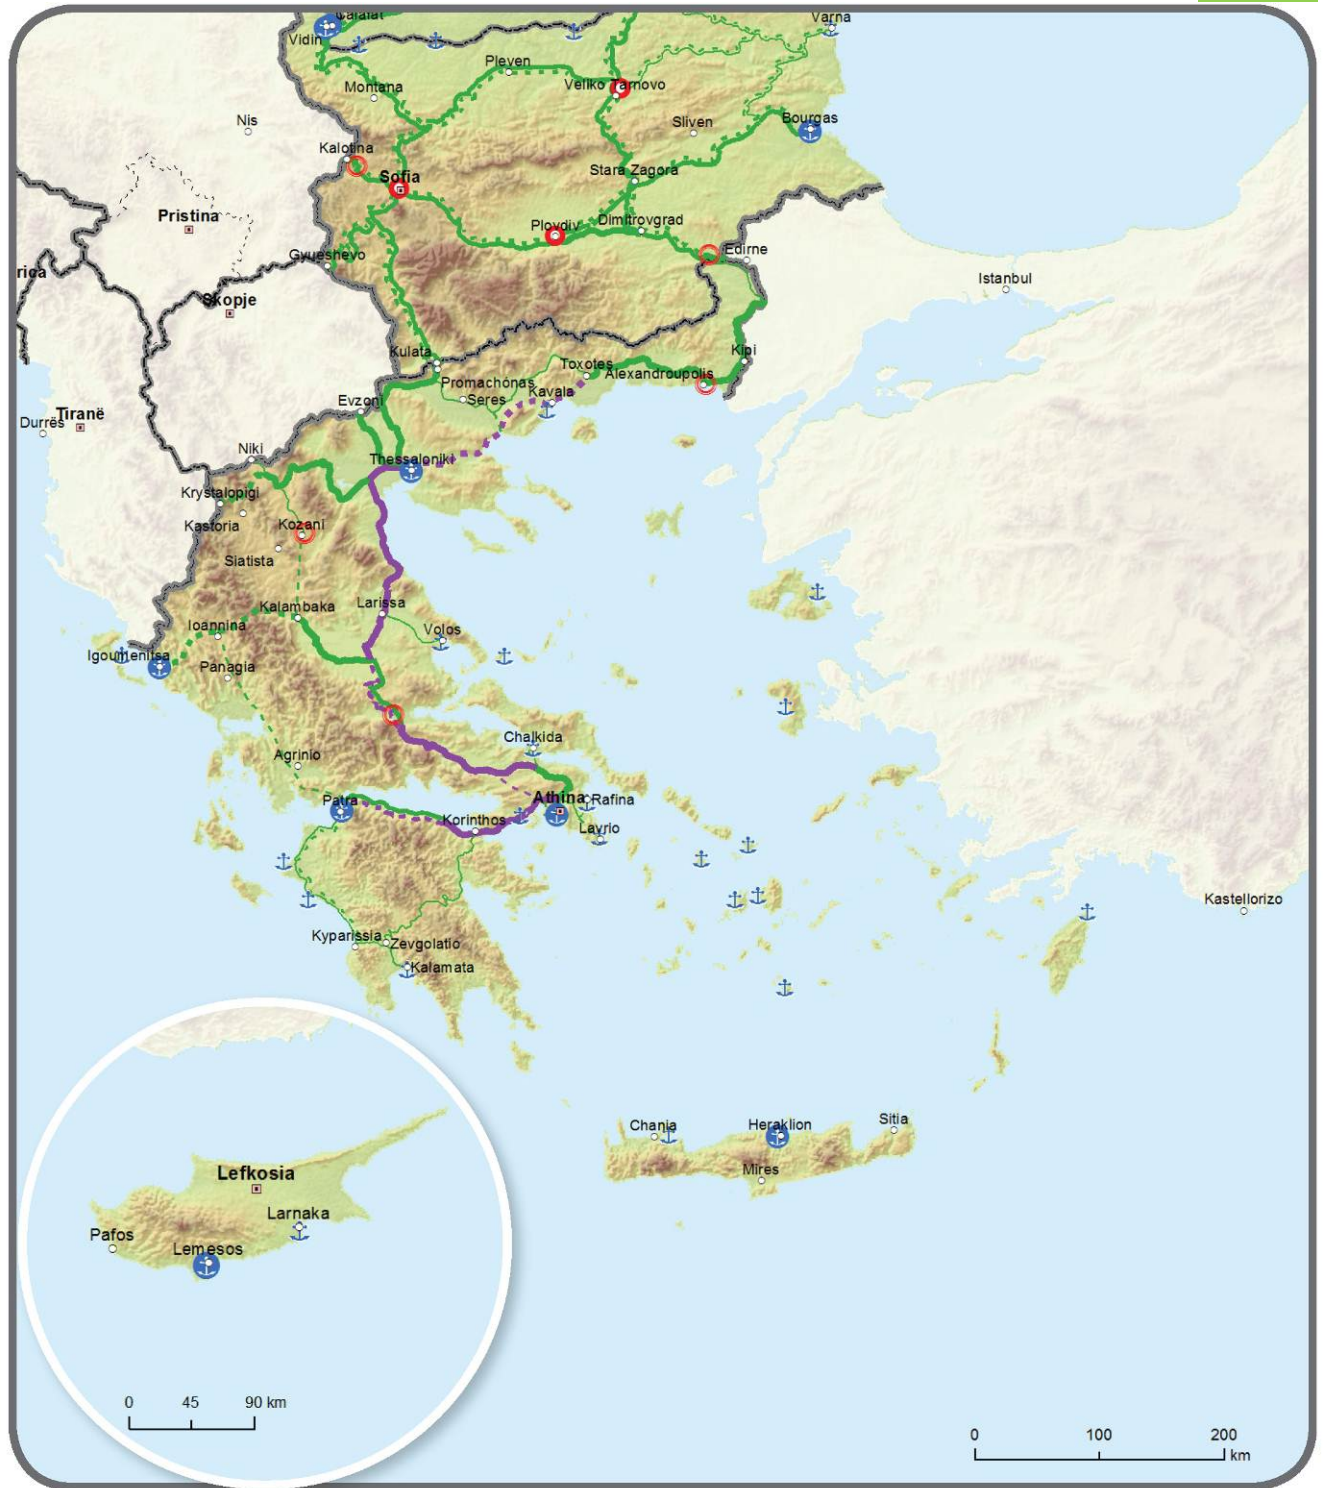 Calafat
Varna
Vidin
Pleven
Montana
Veliko Tarnovo
Nis
Sliven
Bourgas
Kalotina
Sofia
Stara Zagora
Pristina
Plovdiv
Dimitrovgrad
Gyueshevo
Edirne
rica
Istanbul
Skopje
Kulata
Kipi
Toxotes
Promachonas
Alexandroupolis
Seres
Kavala
Evzoni
Durrës
Tiranë
Niki
Thessaloniki
Krystalopigi
Kastoria
Kozani
Siatista
Kalambaka
Larissa
Ioannina
Volos
Igoumenitsa
Panagia
Chalkida
Agrinio
Patra
Athina
Rafina
Korinthos
Lavrio
Kastellorizo
Kyparissia
Zevgolatio
Kalamata
Chania
Heraklion
Sitia
Mires
Lefkosia
Larnaka
Pafos
Lemesos
0 45 90 km
0 100 200
km